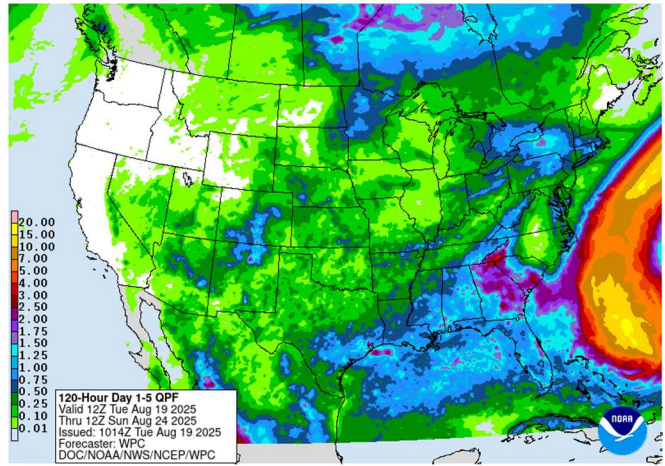 20.00
15.00
10.00
7.00
5.00
4.00
3.00
2.50
2.00
1.75
1.50
1.25
1.00
0.75
0.50
0.25
0.10
0.01
120-Hour Day 1-5 QPF
Valid 12Z Tue Aug 19 2025
Thru 12Z Sun Aug 24 2025
Issued: 1014Z Tue Aug 19 2025
Forecaster: WPC
DOC/NOAA/NWS/NCEP/WPC
NOAA